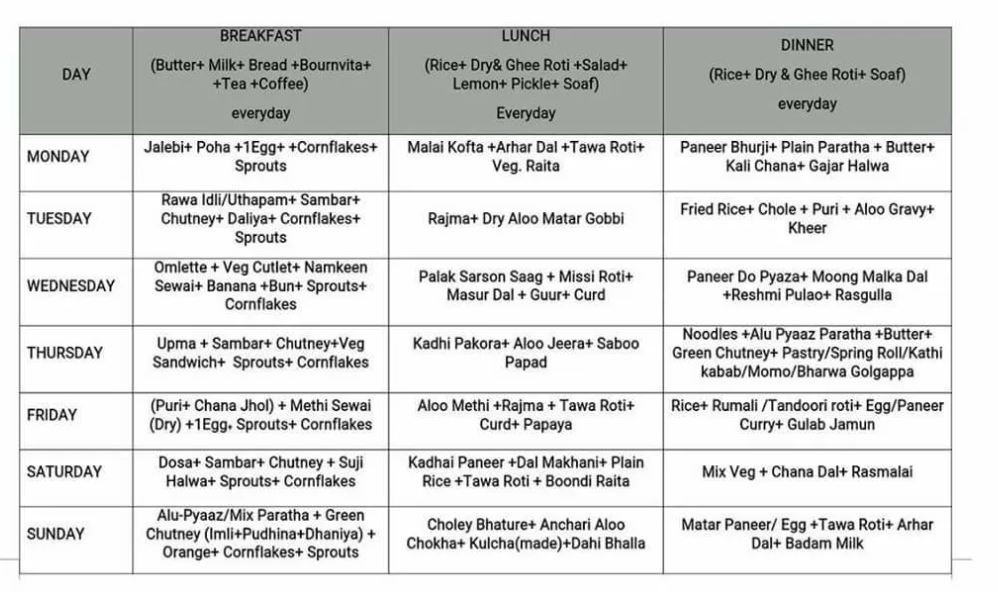 DAY
BREAKFAST
(Butter+ Milk+ Bread +Bournvita+
+Tea +Coffee)
everyday
LUNCH
(Rice+ Dry& Ghee Roti +Salad+
Lemon+ Pickle+ Soaf)
Everyday
DINNER
(Rice+ Dry & Ghee Roti+ Soaf)
everyday
MONDAY
Jalebi+ Poha +1Egg+ +Cornflakes+
Sprouts
Malai Kofta +Arhar Dal +Tawa Roti+
Veg. Raita
Paneer Bhurji+ Plain Paratha + Butter+
Kali Chana+ Gajar Halwa
TUESDAY
Rawa Idli/Uthapam+ Sambar+
Chutney+ Daliya+ Cornflakes+
Sprouts
Rajma+ Dry Aloo Matar Gobbi
Fried Rice+ Chole + Puri + Aloo Gravy+
Kheer
WEDNESDAY
Omlette + Veg Cutlet+ Namkeen
Sewai+ Banana +Bun+ Sprouts+
Cornflakes
Palak Sarson Saag + Missi Roti+
Masur Dal + Guur+ Curd
Paneer Do Pyaza+ Moong Malka Dal
+Reshmi Pulao+ Rasgulla
THURSDAY
Upma + Sambar+ Chutney+Veg
Sandwich+ Sprouts+ Cornflakes
Kadhi Pakora+ Aloo Jeera+ Saboo
Papad
Noodles +Alu Pyaaz Paratha +Butter+
Green Chutney+ Pastry/Spring Roll/Kathi
kabab/Momo/Bharwa Golgappa
FRIDAY
(Puri+ Chana Jhol) + Methi Sewai
(Dry) +1Egg+ Sprouts+ Cornflakes
Aloo Methi +Rajma + Tawa Roti+
Curd+ Papaya
Rice+ Rumali /Tandoori roti+ Egg/Paneer
Curry+ Gulab Jamun
SATURDAY
Dosa+ Sambar+ Chutney + Suji
Halwa+ Sprouts+ Cornflakes
Kadhai Paneer +Dal Makhani+ Plain
Rice +Tawa Roti + Boondi Raita
Mix Veg + Chana Dal+ Rasmalai
SUNDAY
Alu-Pyaaz/Mix Paratha + Green
Chutney (Imli+Pudhina+Dhaniya) +
Orange+ Cornflakes+ Sprouts
Choley Bhature+ Anchari Aloo
Chokha+ Kulcha(made)+Dahi Bhalla
Matar Paneer/ Egg +Tawa Roti+ Arhar
Dal+ Badam Milk